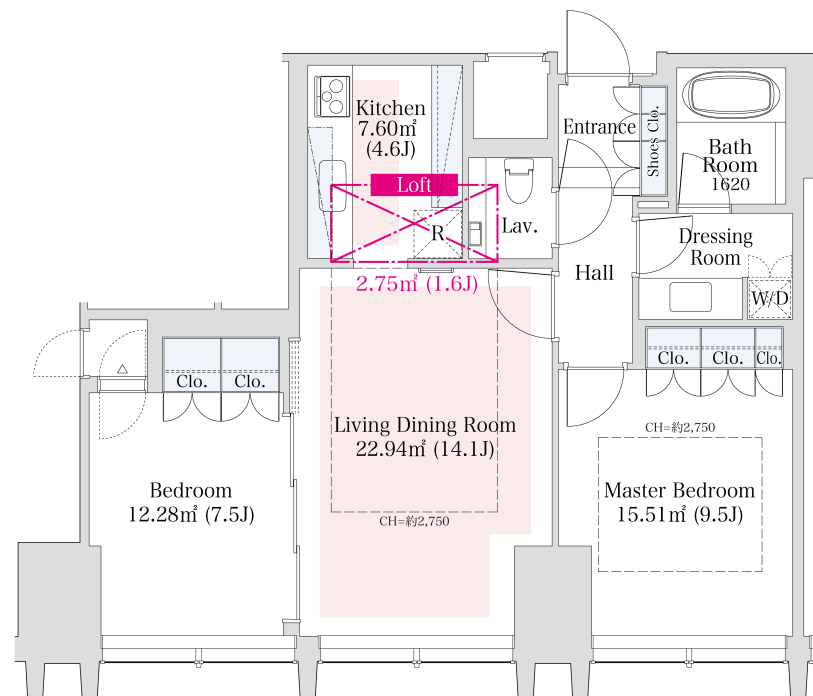 Kitchen
7.60㎡
(4.6J)
Loft
R
2.75㎡ (1.6J)
Lav.
Entrance
Shoes Clo.
Bath
Room
1620
Dressing
Room
W/D
Hall
Clo.
Clo.
Clo.
Clo.
Clo.
Living Dining Room
22.94㎡ (14.1J)
CH=約2,750
Bedroom
12.28㎡ (7.5J)
CH=約2,750
Master Bedroom
15.51㎡ (9.5J)